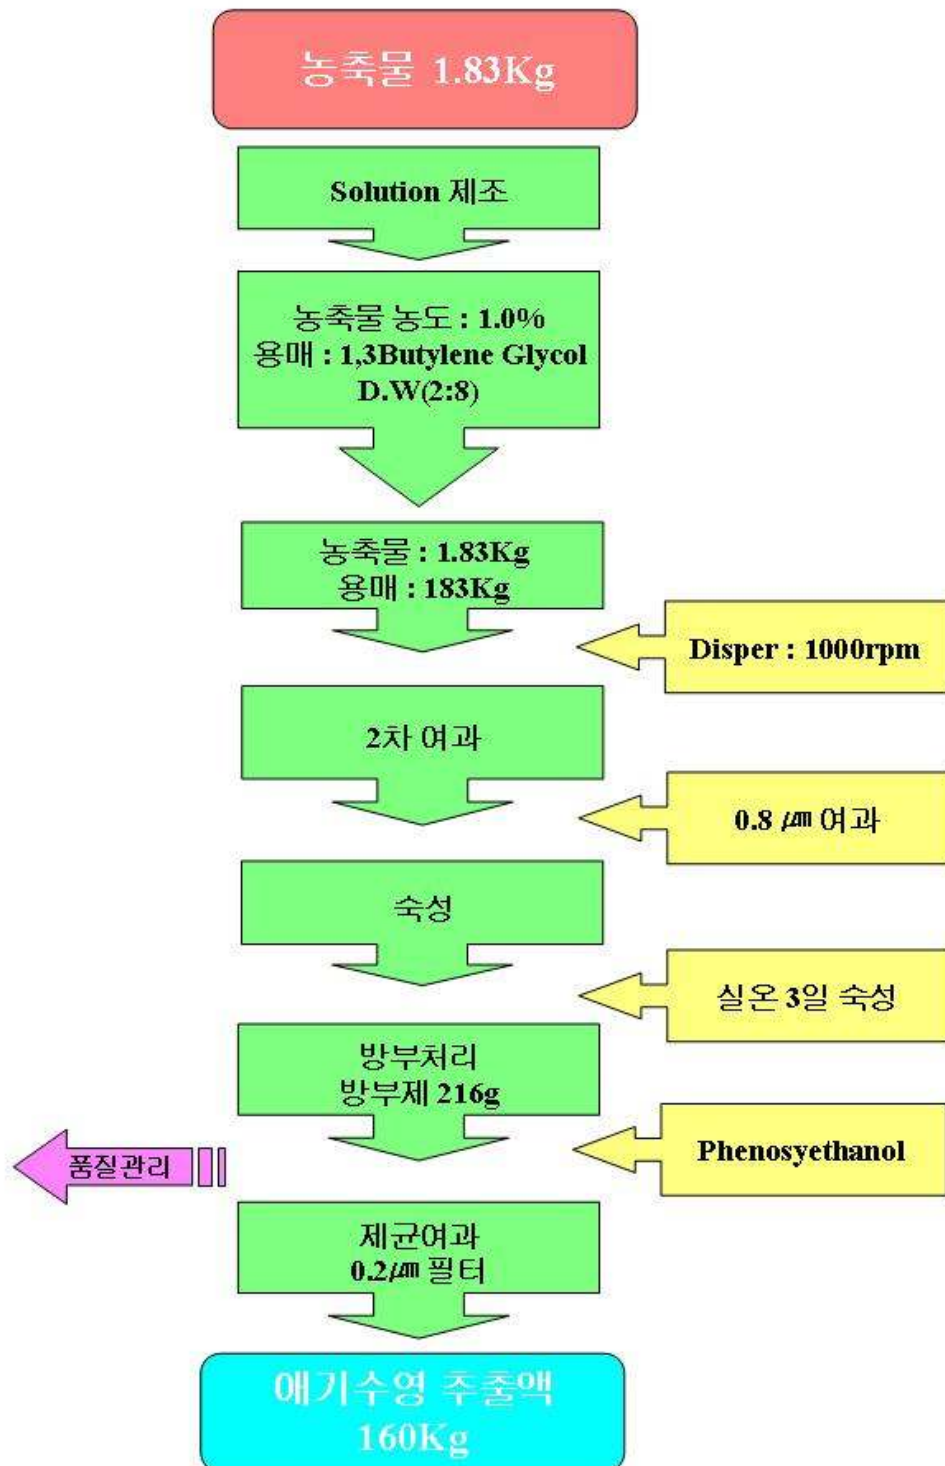 농축물 1.83Kg
Solution 제조
농축물 농도 : 1.0%
용매 : 1,3Butylene Glycol
D.W(2:8)
농축물 : 1.83Kg
용매 : 183Kg
Disper : 1000rpm
2차 여과
0.8 ㎛ 여과
숙성
실온 3일 숙성
방부처리
방부제 216g
Phenosyethanol
품질관리
제균여과
0.2㎛ 필터
애기수영 추출액
160Kg